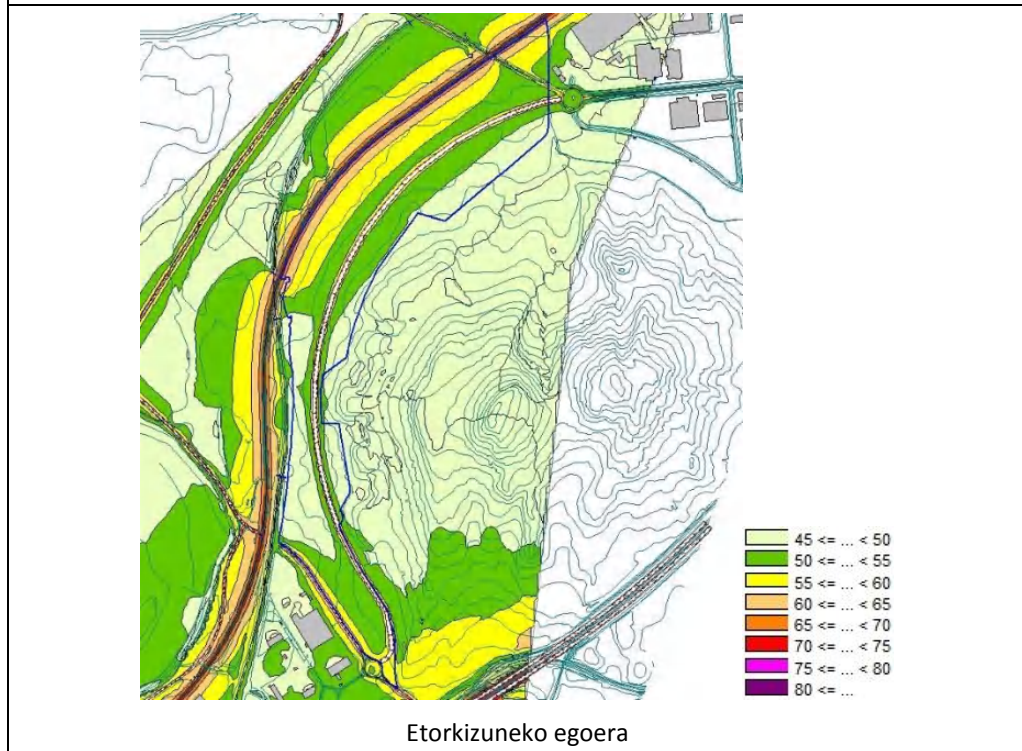 45 <= ... < 50
50 <= ... < 55
55 <= ... < 60
60 <= ... < 65
65 <= ... < 70
70 <= ... < 75
75 <= ... < 80
80 <= ...
Etorkizuneko egoera